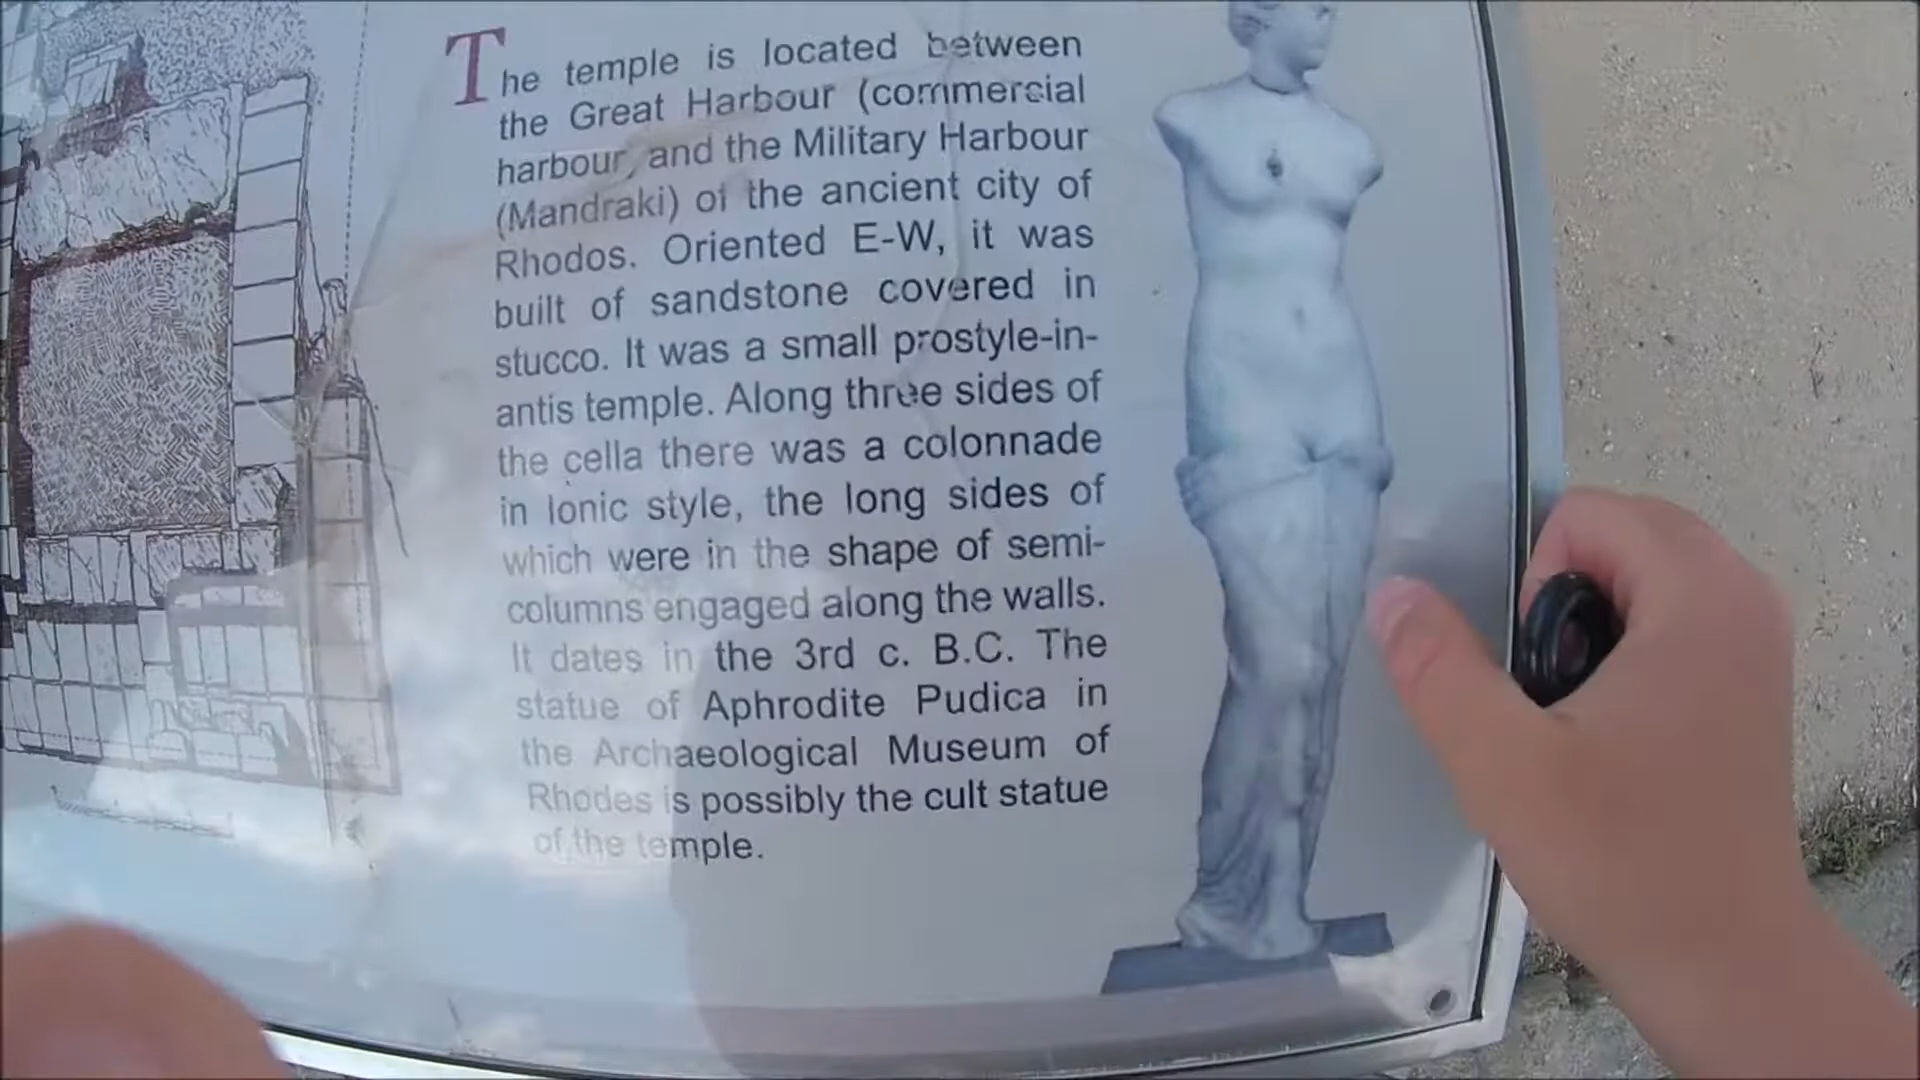 The temple is located between
the Great Harbour (commercial
harbour, and the Military Harbour
(Mandraki) of the ancient city of
Rhodos. Oriented E-W, it was
built of sandstone covered in
stucco. It was a small prostyle-in-
antis temple. Along three sides of
the cella there was a colonnade
in Ionic style, the long sides of
which were in the shape of semi-
columns engaged along the walls.
It dates in the 3rd c. B.C. The
statue of Aphrodite Pudica in
the Archaeological Museum of
Rhodes is possibly the cult statue
of the temple.